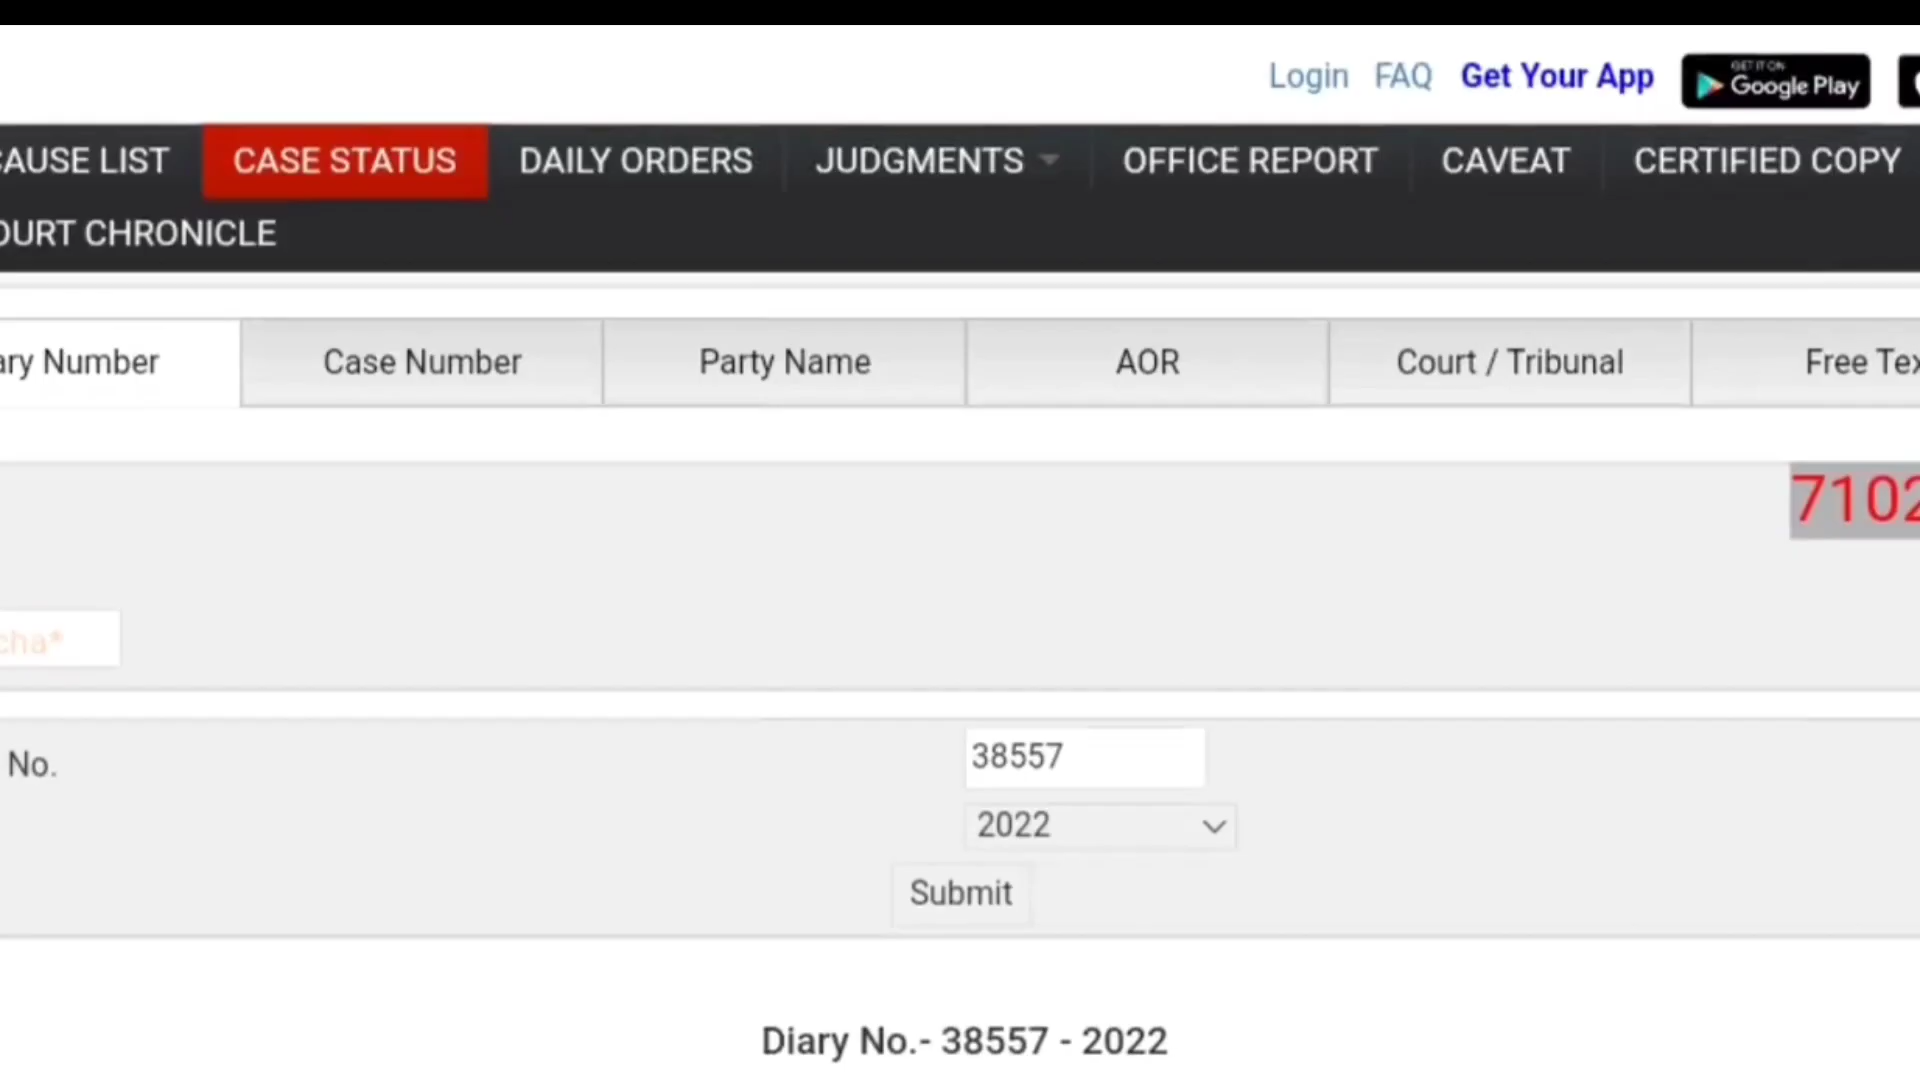 Login FAQ Get Your App GET IT ON Google Play
CAUSE LIST CASE STATUS DAILY ORDERS JUDGMENTS OFFICE REPORT CAVEAT CERTIFIED COPY
OURT CHRONICLE
ary Number Case Number Party Name AOR Court / Tribunal Free Tex
7102
cha*
No. 38557
2022
Submit
Diary No.- 38557 - 2022